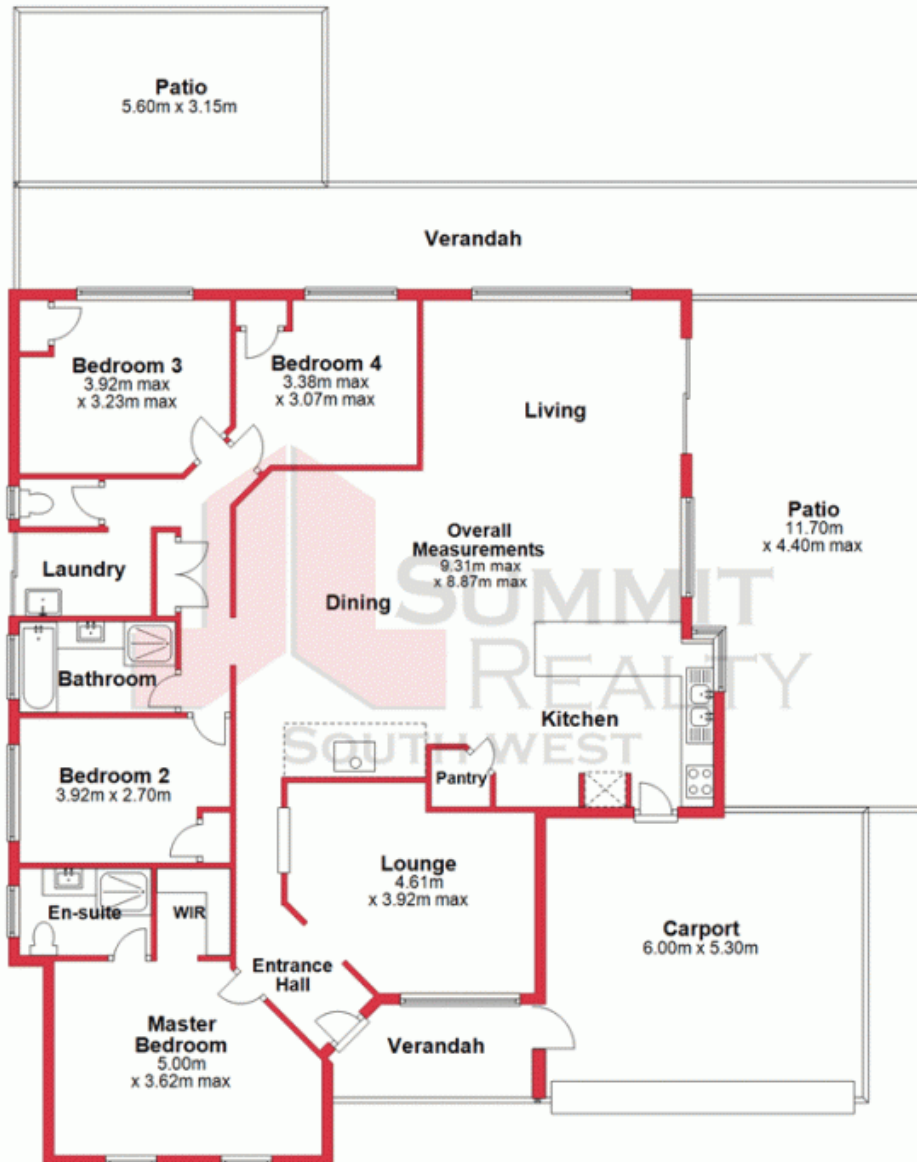 Patio
5.60m x 3.15m
Verandah
Bedroom 3
3.92m max
x 3.23m max
Bedroom 4
3.38m max
x 3.07m max
Living
Patio
11.70m
x 4.40m max
Overall
Measurements
9.31m max
x 8.87m max
Laundry
Dining
SUMMIT
REALTY
SOUTH WEST
Bathroom
Kitchen
Bedroom 2
3.92m x 2.70m
Pantry
Lounge
4.61m
x 3.92m max
En-suite
WIR
Carport
6.00m x 5.30m
Entrance
Hall
Master
Bedroom
5.00m
x 3.62m max
Verandah